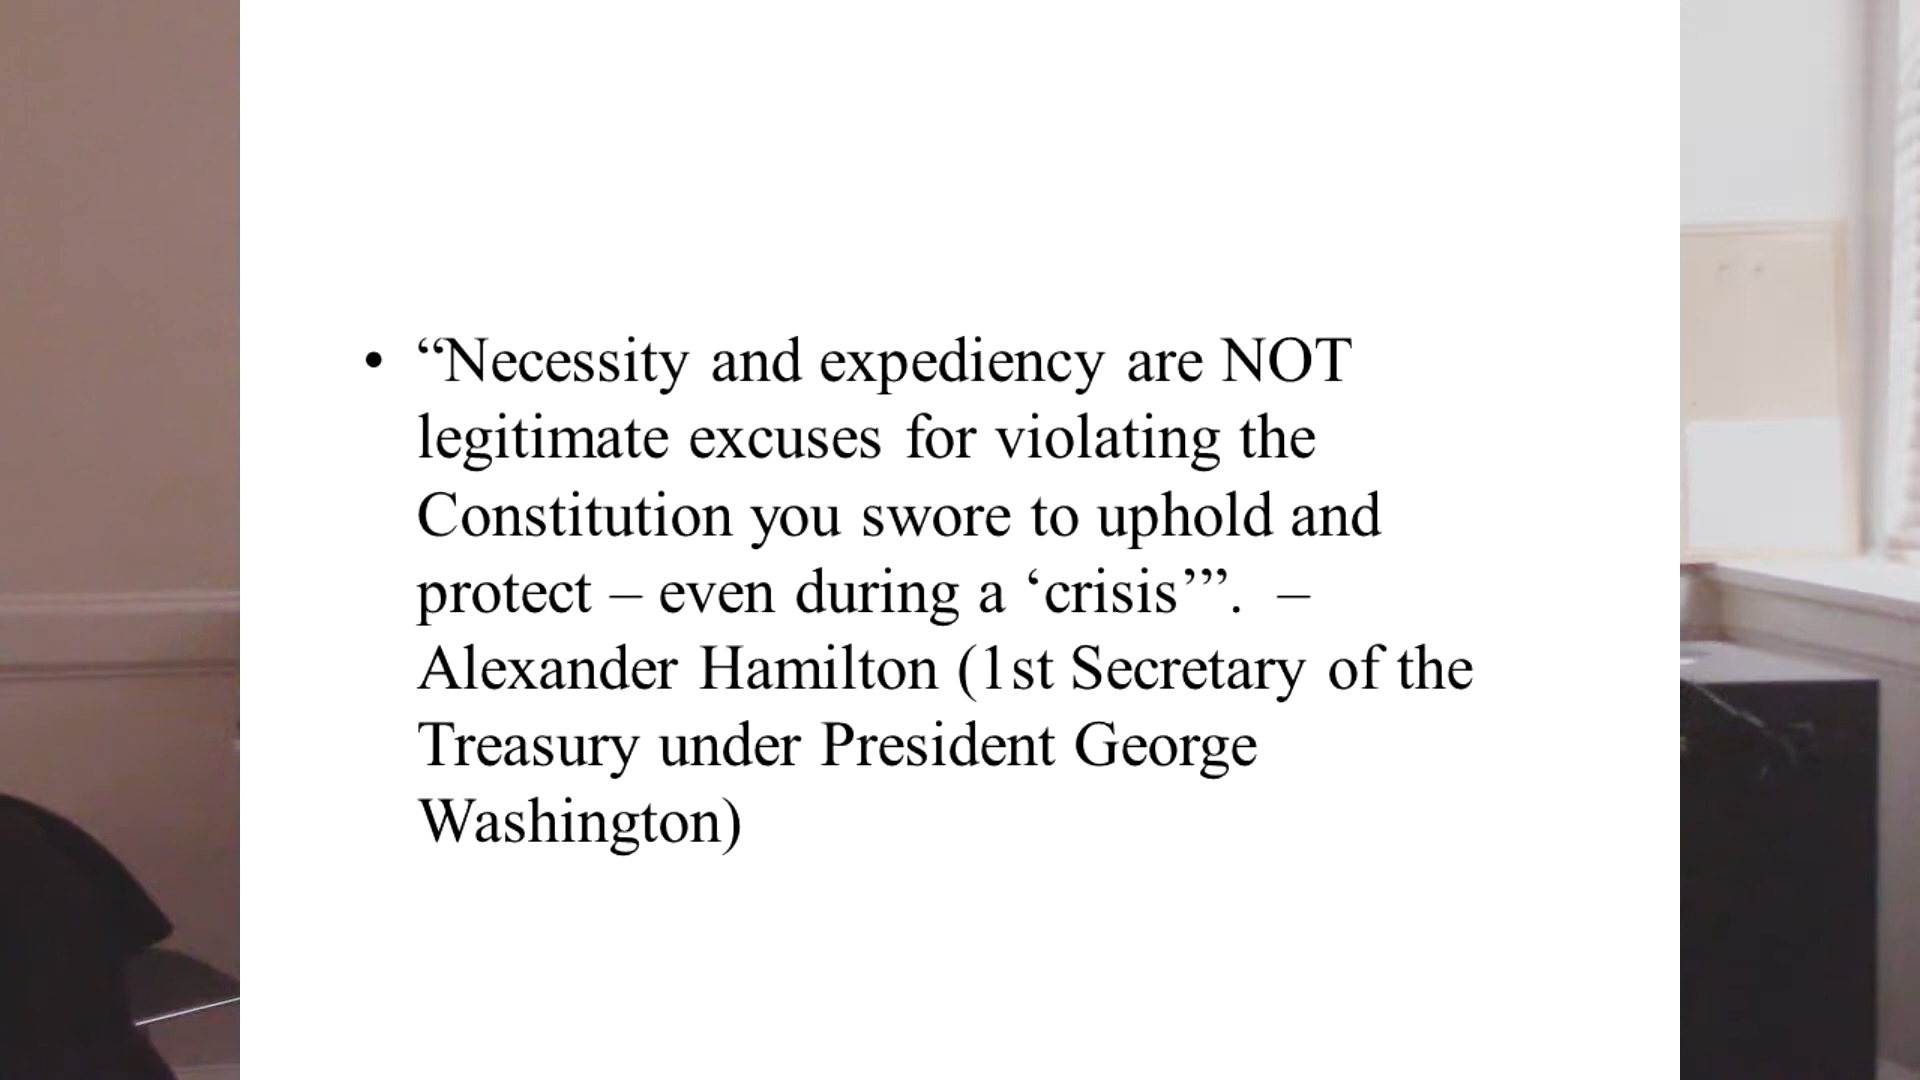 • “Necessity and expediency are NOT
legitimate excuses for violating the
Constitution you swore to uphold and
protect – even during a ‘crisis’”.  –
Alexander Hamilton (1st Secretary of the
Treasury under President George
Washington)